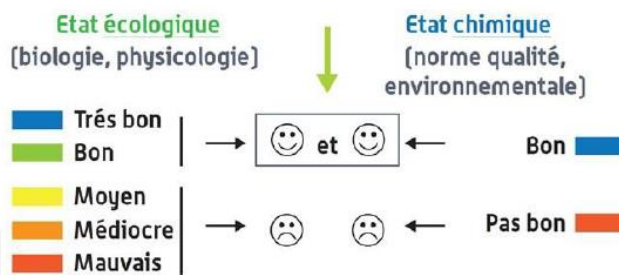 Etat écologique
(biologie, physicologie)
Etat chimique
(norme qualité,
environnementale)
Trés bon
Bon
et
Bon
Moyen
Médiocre
Mauvais
Pas bon